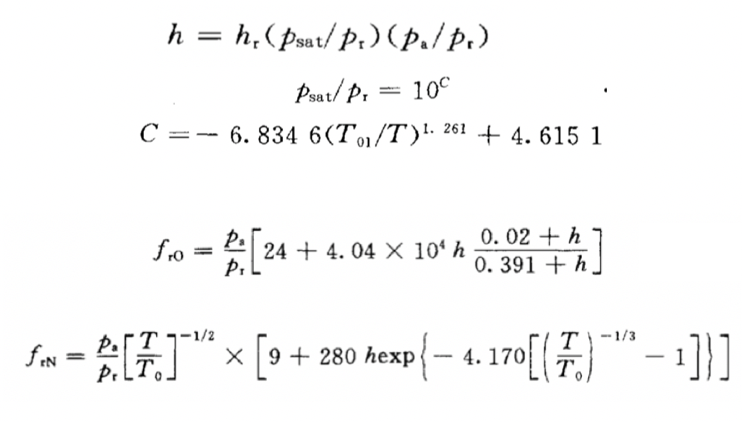 h = h_r(p_sat/p_r)(p_a/p_r)
p_sat/p_r = 10^C
C = − 6.834 6(T_01/T)^1.261 + 4.615 1
f_rO = p_a/p_r [24 + 4.04 × 10^4 h (0.02 + h)/(0.391 + h)]
f_rN = p_a/p_r [T/T_0]^−1/2 × [9 + 280 hexp{− 4.170[(T/T_0)^−1/3 − 1]}]